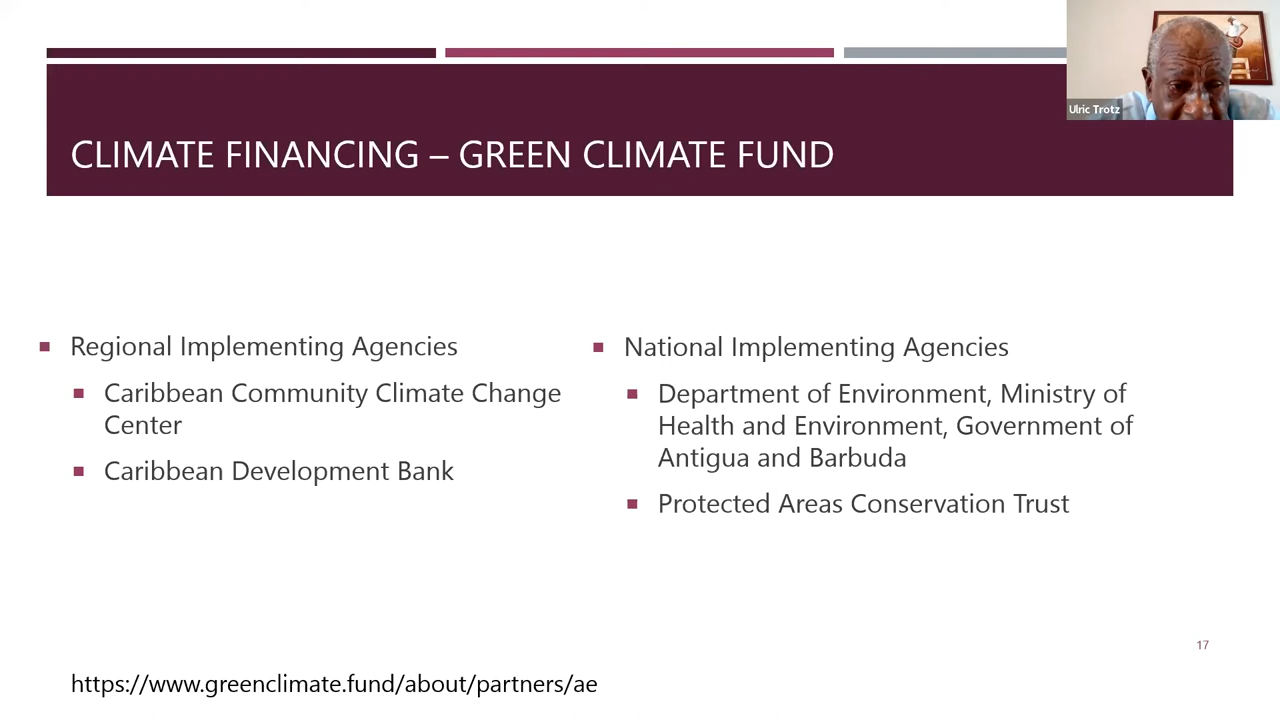 Ulric Trotz
CLIMATE FINANCING – GREEN CLIMATE FUND
Regional Implementing Agencies
Caribbean Community Climate Change
Center
Caribbean Development Bank
National Implementing Agencies
Department of Environment, Ministry of
Health and Environment, Government of
Antigua and Barbuda
Protected Areas Conservation Trust
17
https://www.greenclimate.fund/about/partners/ae